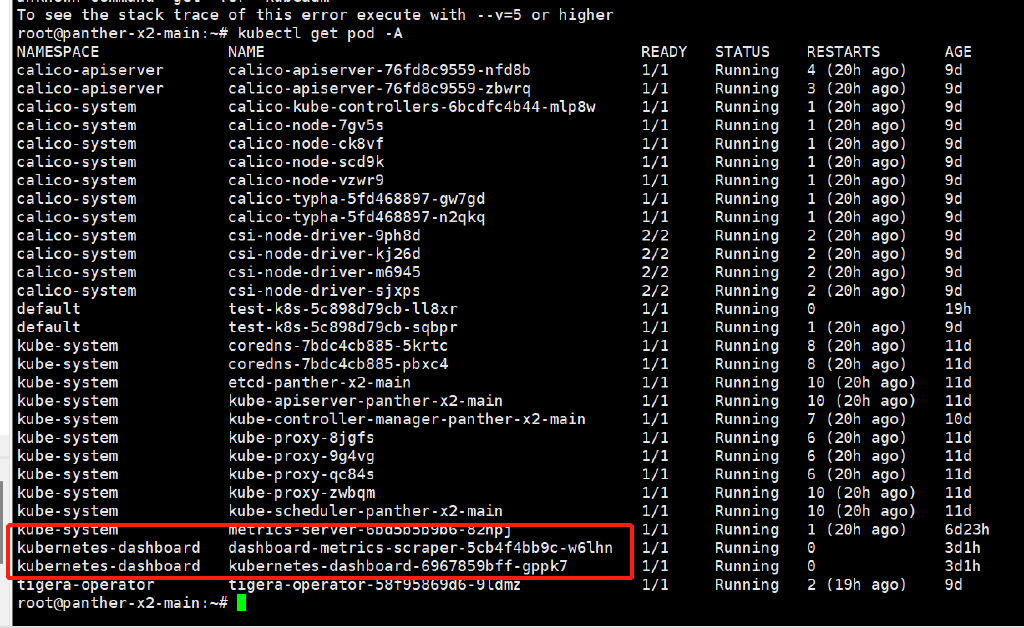 To see the stack trace of this error execute with --v=5 or higher
root@panther-x2-main:~# kubectl get pod -A
NAMESPACE NAME READY STATUS RESTARTS AGE
calico-apiserver calico-apiserver-76fd8c9559-nfd8b 1/1 Running 4 (20h ago) 9d
calico-apiserver calico-apiserver-76fd8c9559-zbwrq 1/1 Running 3 (20h ago) 9d
calico-system calico-kube-controllers-6bcdfc4b44-mlp8w 1/1 Running 1 (20h ago) 9d
calico-system calico-node-7gv5s 1/1 Running 1 (20h ago) 9d
calico-system calico-node-ck8vf 1/1 Running 1 (20h ago) 9d
calico-system calico-node-scd9k 1/1 Running 1 (20h ago) 9d
calico-system calico-node-vzwr9 1/1 Running 1 (20h ago) 9d
calico-system calico-typha-5fd468897-gw7gd 1/1 Running 1 (20h ago) 9d
calico-system calico-typha-5fd468897-n2qkq 1/1 Running 1 (20h ago) 9d
calico-system csi-node-driver-9ph8d 2/2 Running 2 (20h ago) 9d
calico-system csi-node-driver-kj26d 2/2 Running 2 (20h ago) 9d
calico-system csi-node-driver-m6945 2/2 Running 2 (20h ago) 9d
calico-system csi-node-driver-sjxps 2/2 Running 2 (20h ago) 9d
default test-k8s-5c898d79cb-ll8xr 1/1 Running 0 19h
default test-k8s-5c898d79cb-sqbpr 1/1 Running 1 (20h ago) 9d
kube-system coredns-7bdc4cb885-5krtc 1/1 Running 8 (20h ago) 11d
kube-system coredns-7bdc4cb885-pbxc4 1/1 Running 8 (20h ago) 11d
kube-system etcd-panther-x2-main 1/1 Running 10 (20h ago) 11d
kube-system kube-apiserver-panther-x2-main 1/1 Running 10 (20h ago) 11d
kube-system kube-controller-manager-panther-x2-main 1/1 Running 7 (20h ago) 10d
kube-system kube-proxy-8jgfs 1/1 Running 6 (20h ago) 11d
kube-system kube-proxy-9g4vg 1/1 Running 6 (20h ago) 11d
kube-system kube-proxy-qc84s 1/1 Running 6 (20h ago) 11d
kube-system kube-proxy-zwbqm 1/1 Running 10 (20h ago) 11d
kube-system kube-scheduler-panther-x2-main 1/1 Running 10 (20h ago) 11d
kube-system metrics-server-6bd5b5b9b6-82npj 1/1 Running 1 (20h ago) 6d23h
kubernetes-dashboard dashboard-metrics-scraper-5cb4f4bb9c-w6lhn 1/1 Running 0 3d1h
kubernetes-dashboard kubernetes-dashboard-6967859bff-gppk7 1/1 Running 0 3d1h
tigera-operator tigera-operator-58f95869d6-9ldmz 1/1 Running 2 (19h ago) 9d
root@panther-x2-main:~#